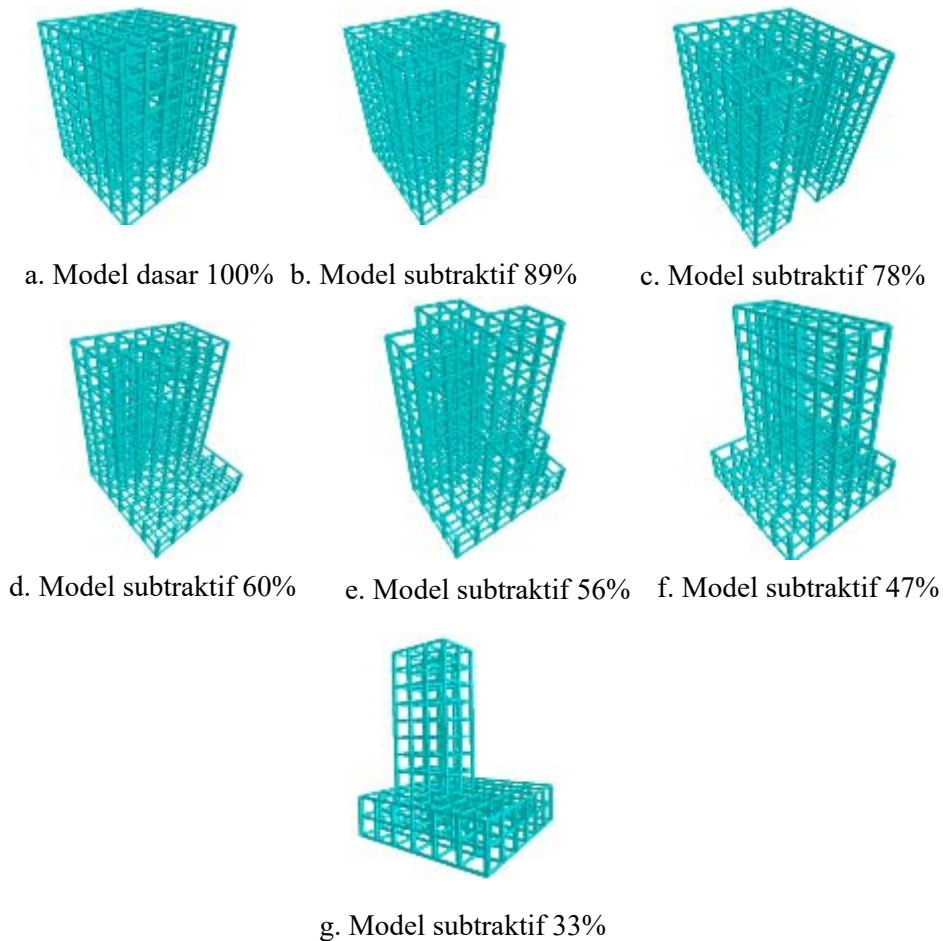 a. Model dasar 100% b. Model subtraktif 89% c. Model subtraktif 78%
d. Model subtraktif 60% e. Model subtraktif 56% f. Model subtraktif 47%
g. Model subtraktif 33%